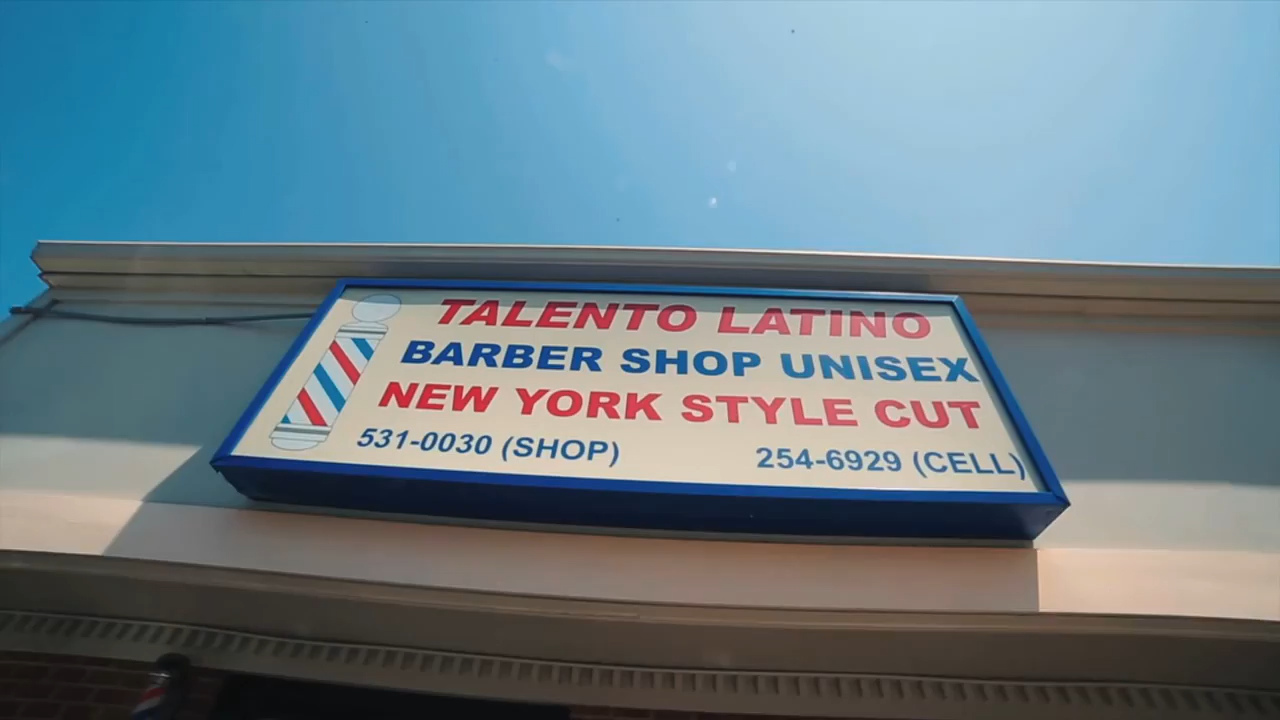 TALENTO LATINO
BARBER SHOP UNISEX
NEW YORK STYLE CUT
531-0030 (SHOP) 254-6929 (CELL)